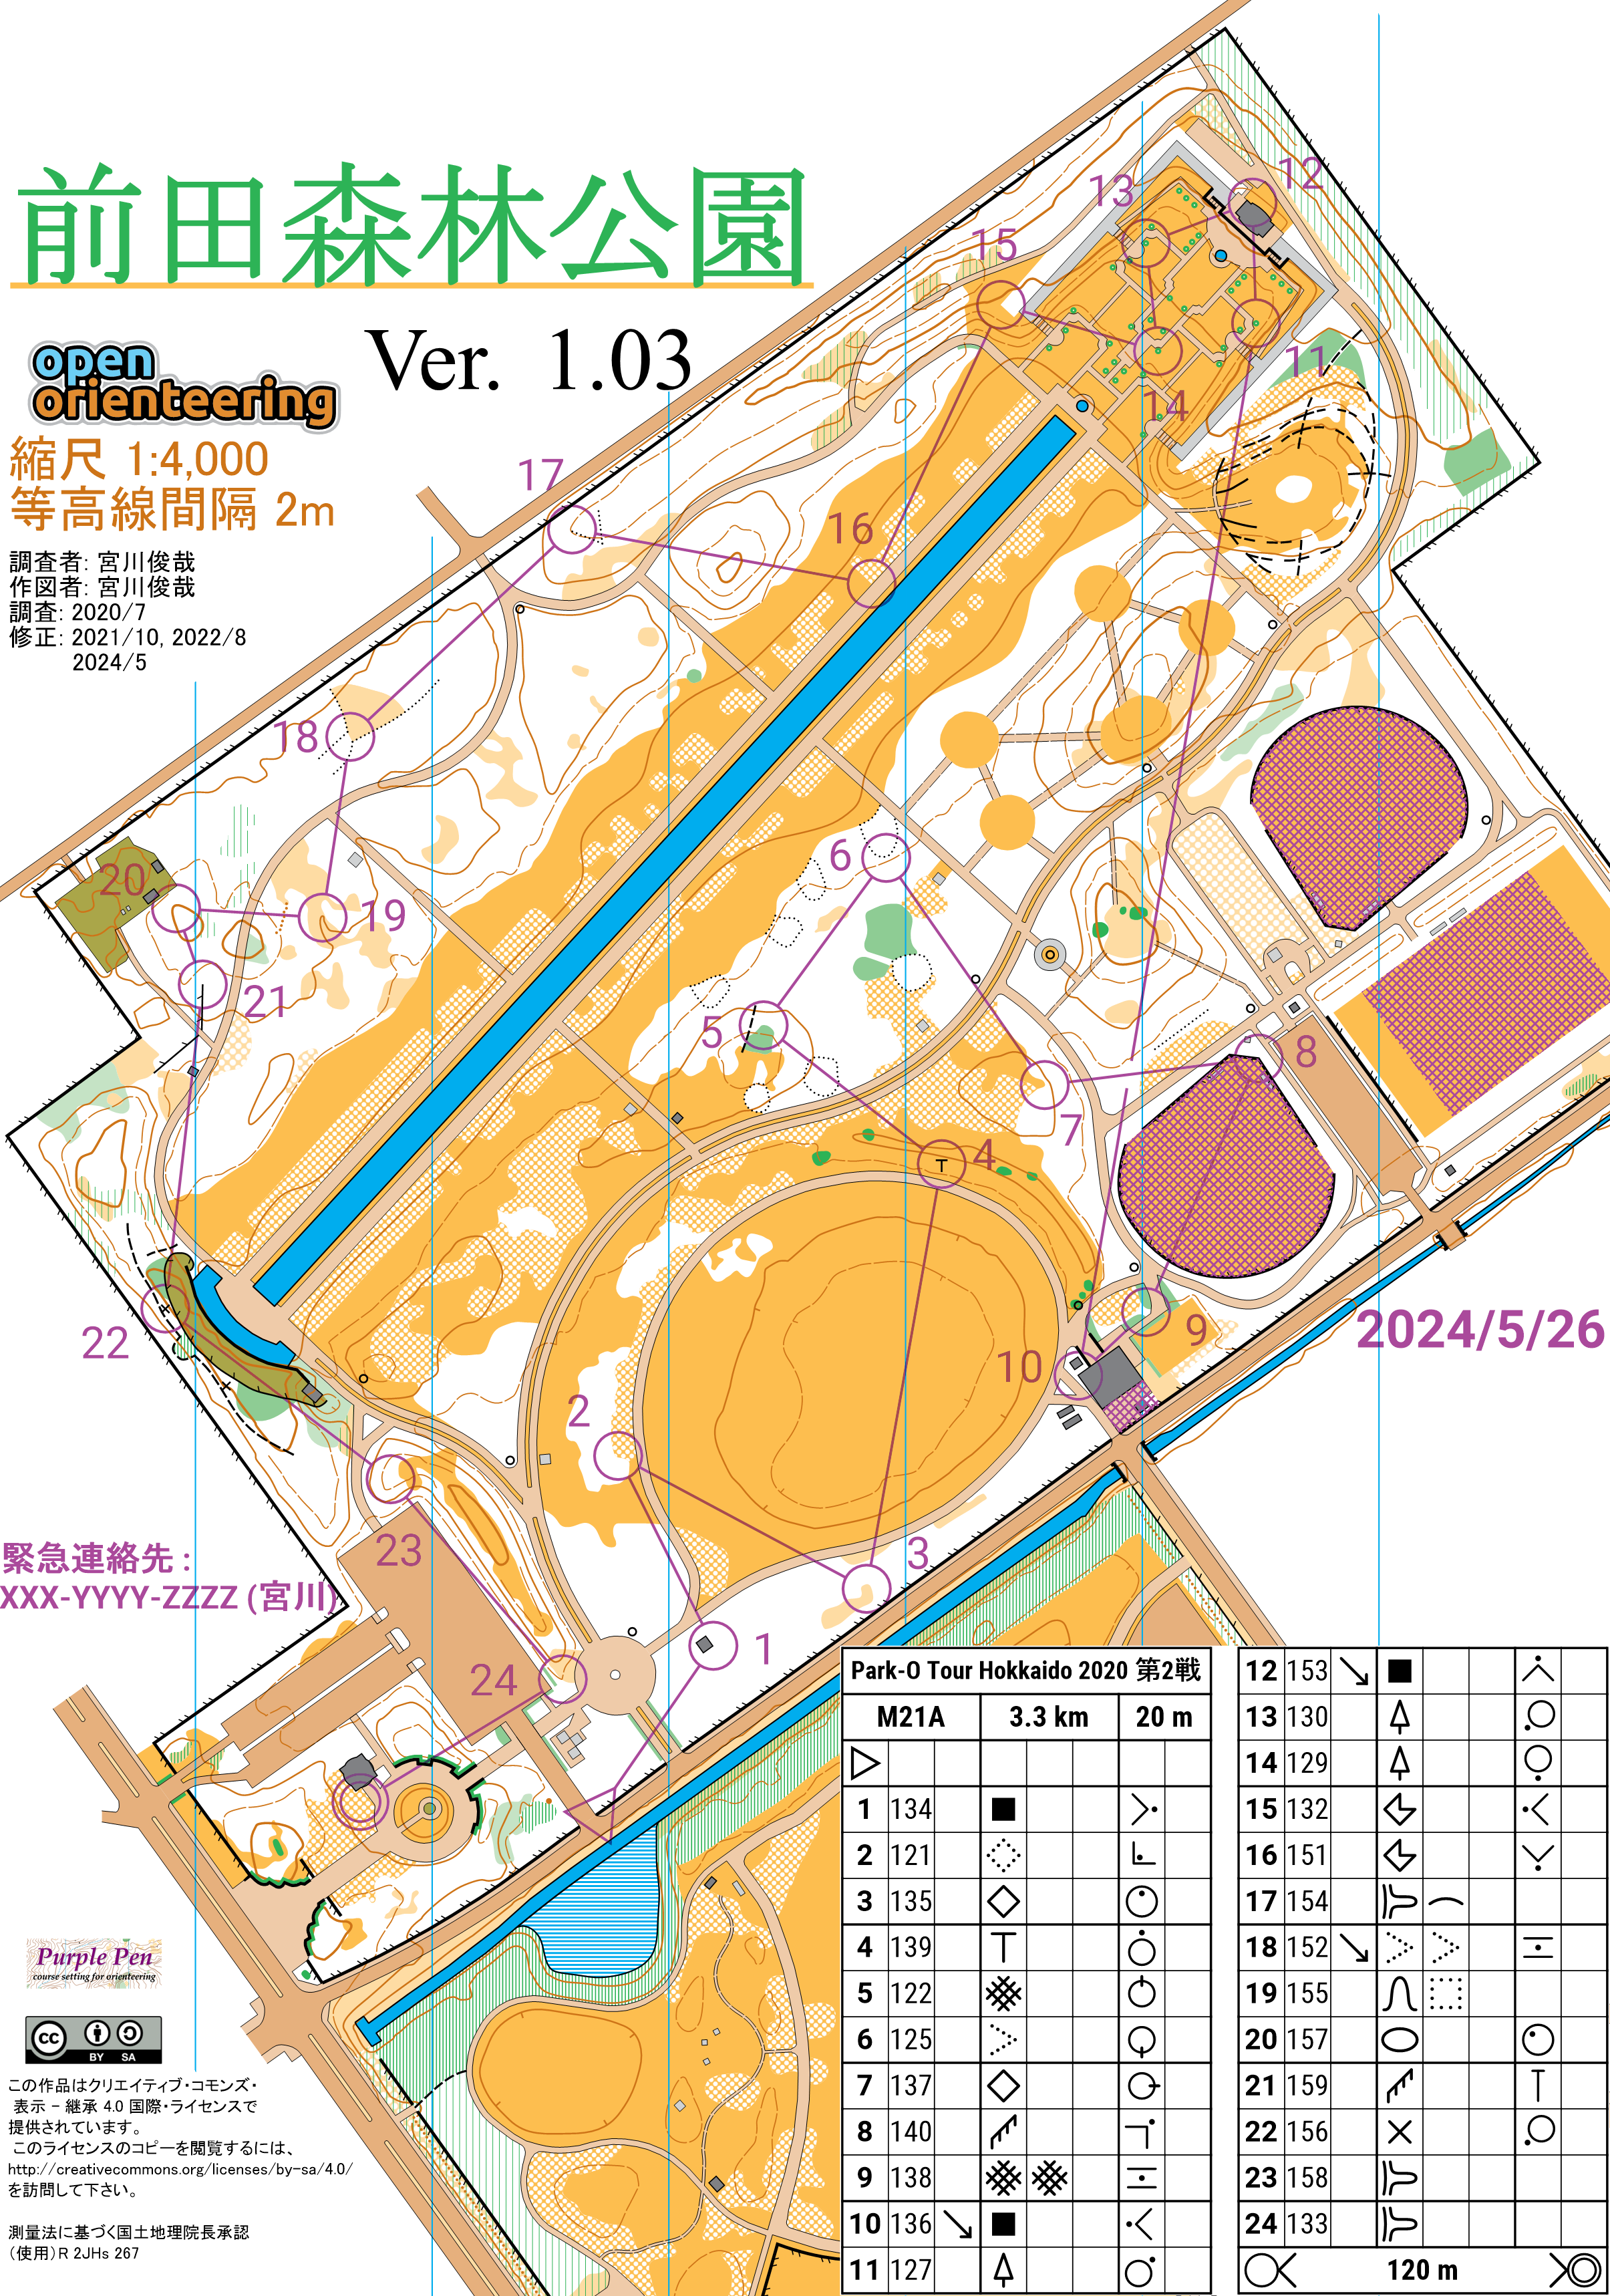 前田森林公園
Ver. 1.03
open
orienteering
縮尺 1:4,000
等高線間隔 2m
調査者: 宮川俊哉
作図者: 宮川俊哉
調査: 2020/7
修正: 2021/10, 2022/8
2024/5
12
13
15
11
14
17
16
18
6
20
19
21
5
8
7
4
2024/5/26
22
9
10
2
23
3
緊急連絡先 :
XXX-YYYY-ZZZZ (宮川)
1
24
Purple Pen
course setting for orienteering
cc
BY SA
この作品はクリエイティブ・コモンズ・
表示 - 継承 4.0 国際・ライセンスで
提供されています。
このライセンスのコピーを閲覧するには、
http://creativecommons.org/licenses/by-sa/4.0/
を訪問して下さい。
測量法に基づく国土地理院長承認
（使用）R 2JHs 267
Park-O Tour Hokkaido 2020 第2戦
M21A 3.3 km 20 m
1 134
2 121
3 135
4 139
5 122
6 125
7 137
8 140
9 138
10 136
11 127
12 153
13 130
14 129
15 132
16 151
17 154
18 152
19 155
20 157
21 159
22 156
23 158
24 133
120 m